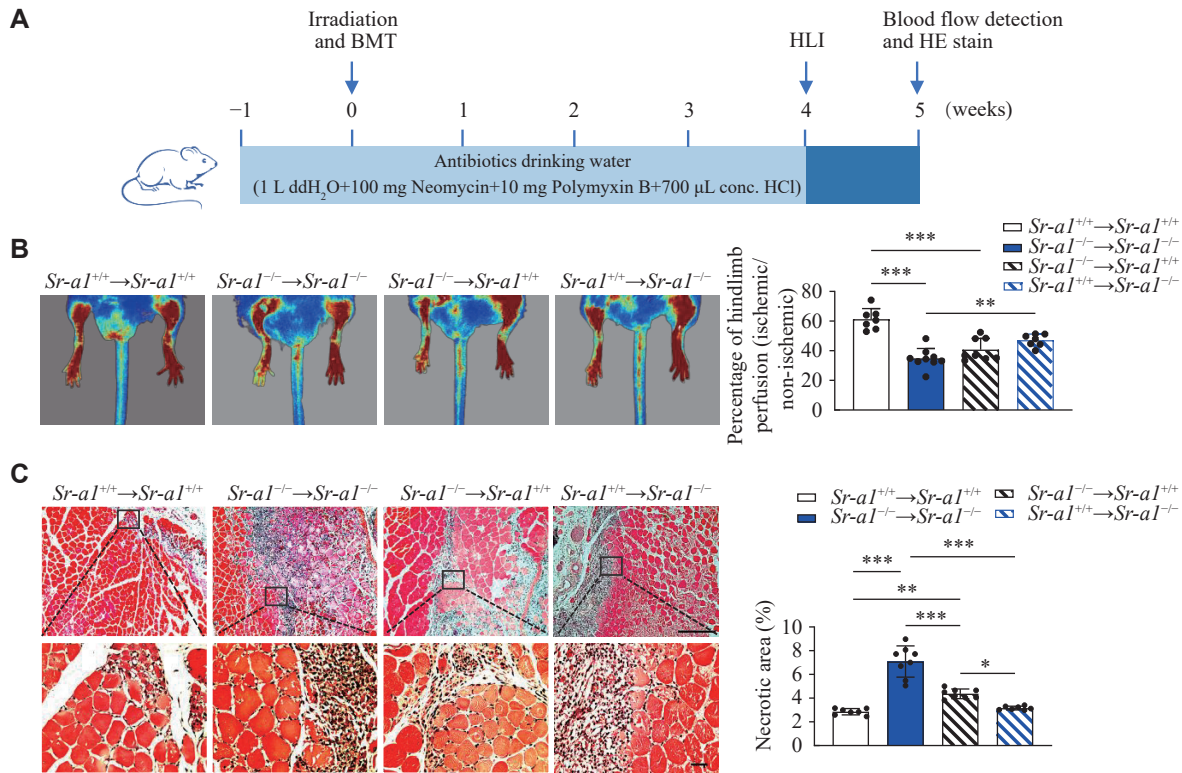 A
Irradiation
and BMT
HLI
Blood flow detection
and HE stain
−1 0 1 2 3 4 5 (weeks)
Antibiotics drinking water
(1 L ddH₂O+100 mg Neomycin+10 mg Polymyxin B+700 μL conc. HCl)
B
Sr-a1⁺/⁺→Sr-a1⁺/⁺ Sr-a1⁻/⁻→Sr-a1⁻/⁻ Sr-a1⁻/⁻→Sr-a1⁺/⁺ Sr-a1⁺/⁺→Sr-a1⁻/⁻
Sr-a1⁺/⁺→Sr-a1⁺/⁺
Sr-a1⁻/⁻→Sr-a1⁻/⁻
Sr-a1⁻/⁻→Sr-a1⁺/⁺
Sr-a1⁺/⁺→Sr-a1⁻/⁻
***
***
**
Percentage of hindlimb
perfusion (ischemic/
non-ischemic)
80
60
40
20
0
C
Sr-a1⁺/⁺→Sr-a1⁺/⁺ Sr-a1⁻/⁻→Sr-a1⁻/⁻ Sr-a1⁻/⁻→Sr-a1⁺/⁺ Sr-a1⁺/⁺→Sr-a1⁻/⁻
Sr-a1⁺/⁺→Sr-a1⁺/⁺ Sr-a1⁻/⁻→Sr-a1⁺/⁺
Sr-a1⁻/⁻→Sr-a1⁻/⁻ Sr-a1⁺/⁺→Sr-a1⁻/⁻
***
***
**
***
*
Necrotic area (%)
10
8
6
4
2
0